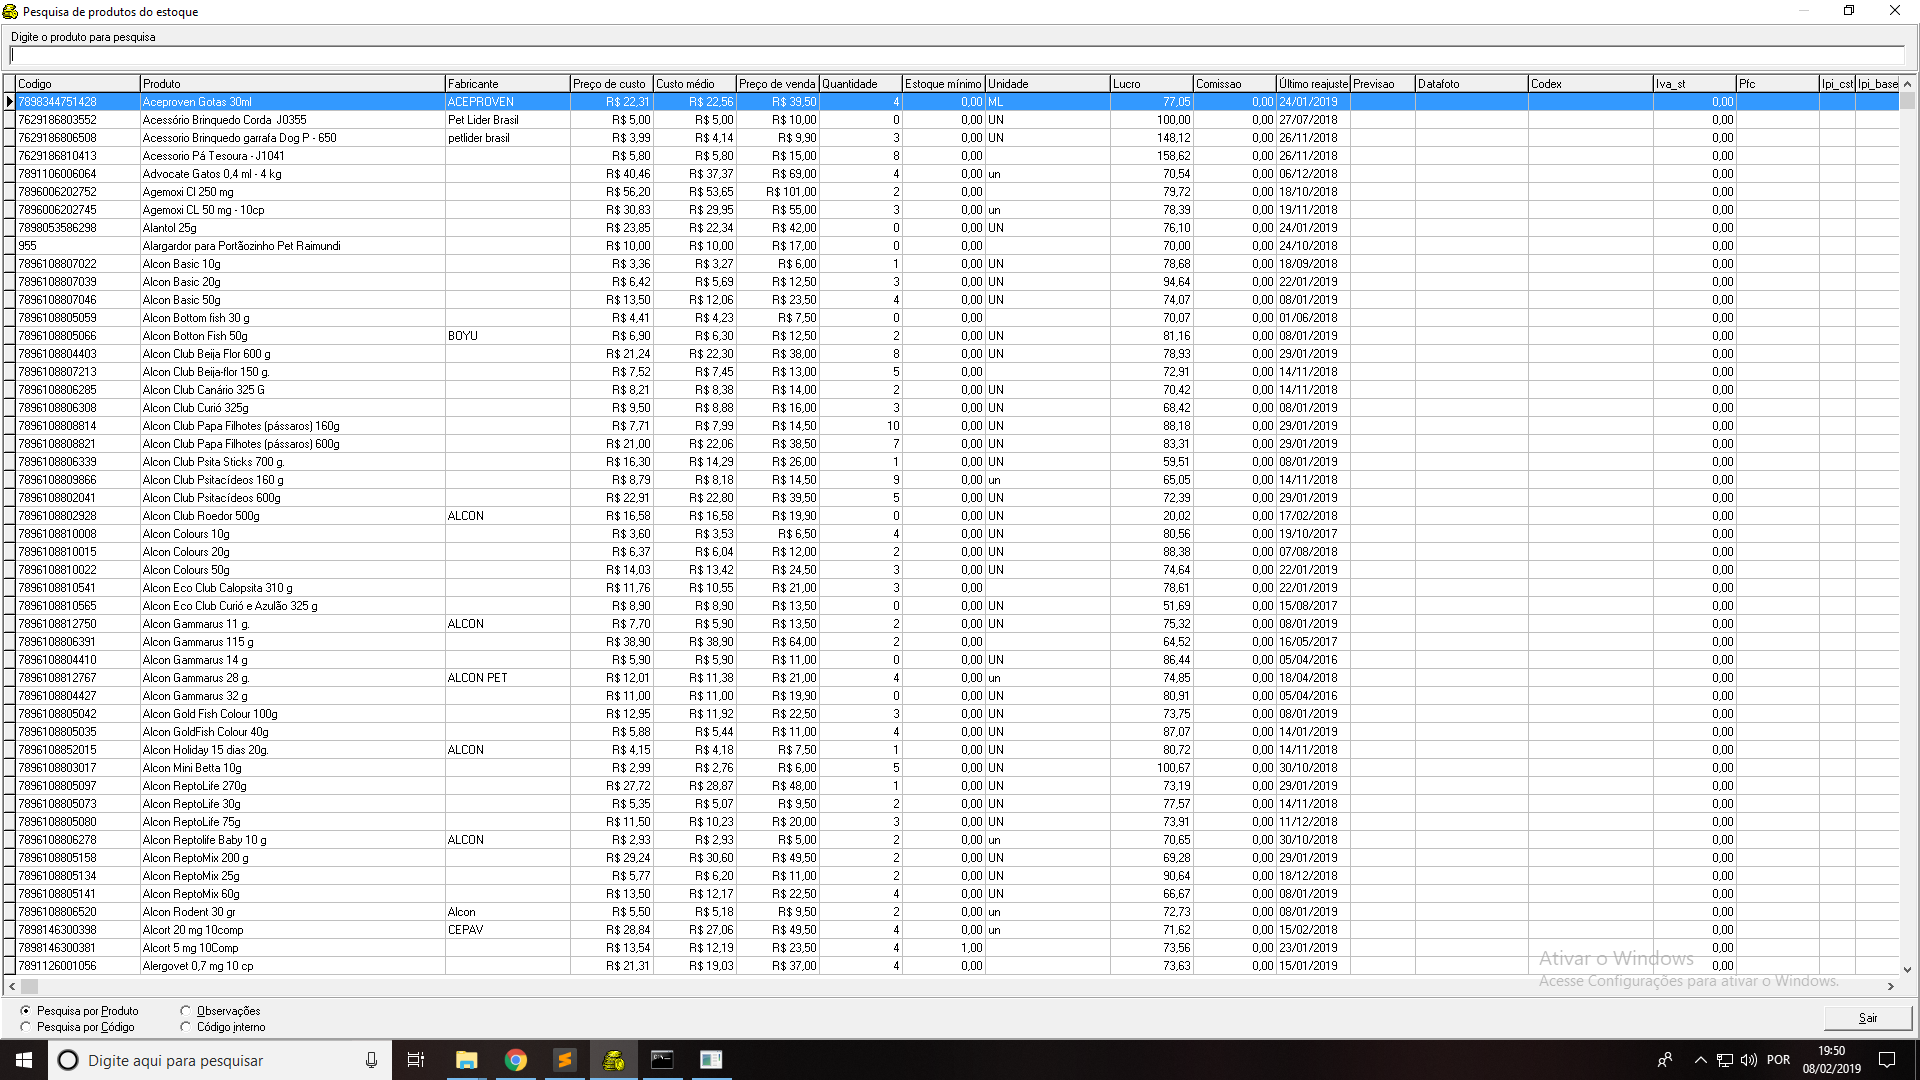 Pesquisa de produtos do estoque
Digite o produto para pesquisa
Codigo Produto Fabricante Preço de custo Custo médio Preço de venda Quantidade Estoque mínimo Unidade Lucro Comissao Último reajuste Previsao Datafoto Codex Iva_st Pfc Ipi_cst Ipi_base
7898344751428 Aceproven Gotas 30ml ACEPROVEN R$ 22,31 R$ 22,56 R$ 39,50 4 0,00 ML 77,05 0,00 24/01/2019 0,00
7629186803552 Acessório Brinquedo Corda J0355 Pet Lider Brasil R$ 5,00 R$ 5,00 R$ 10,00 0 0,00 UN 100,00 0,00 27/07/2018 0,00
7629186806508 Acessorio Brinquedo garrafa Dog P - 650 petlider brasil R$ 3,99 R$ 4,14 R$ 9,90 3 0,00 UN 148,12 0,00 26/11/2018 0,00
7629186810413 Acessorio Pá Tesoura - J1041 R$ 5,80 R$ 5,80 R$ 15,00 8 0,00 158,62 0,00 26/11/2018 0,00
7891106006064 Advocate Gatos 0,4 ml - 4 kg R$ 40,46 R$ 37,37 R$ 69,00 4 0,00 un 70,54 0,00 06/12/2018 0,00
7896006202752 Agemoxi Cl 250 mg R$ 56,20 R$ 53,65 R$ 101,00 2 0,00 79,72 0,00 18/10/2018 0,00
7896006202745 Agemoxi CL 50 mg - 10cp R$ 30,83 R$ 29,95 R$ 55,00 3 0,00 un 78,39 0,00 19/11/2018 0,00
7898053586298 Alantol 25g R$ 23,85 R$ 22,34 R$ 42,00 0 0,00 UN 76,10 0,00 24/01/2019 0,00
955 Alargardor para Portãozinho Pet Raimundi R$ 10,00 R$ 10,00 R$ 17,00 0 0,00 70,00 0,00 24/10/2018 0,00
7896108807022 Alcon Basic 10g R$ 3,36 R$ 3,27 R$ 6,00 1 0,00 UN 78,68 0,00 18/09/2018 0,00
7896108807039 Alcon Basic 20g R$ 6,42 R$ 5,69 R$ 12,50 3 0,00 UN 94,64 0,00 22/01/2019 0,00
7896108807046 Alcon Basic 50g R$ 13,50 R$ 12,06 R$ 23,50 4 0,00 UN 74,07 0,00 08/01/2019 0,00
7896108805059 Alcon Bottom fish 30 g R$ 4,41 R$ 4,23 R$ 7,50 0 0,00 70,07 0,00 01/06/2018 0,00
7896108805066 Alcon Botton Fish 50g BOYU R$ 6,90 R$ 6,30 R$ 12,50 2 0,00 UN 81,16 0,00 08/01/2019 0,00
7896108804403 Alcon Club Beija Flor 600 g R$ 21,24 R$ 22,30 R$ 38,00 8 0,00 UN 78,93 0,00 29/01/2019 0,00
7896108807213 Alcon Club Beija-flor 150 g. R$ 7,52 R$ 7,45 R$ 13,00 5 0,00 72,91 0,00 14/11/2018 0,00
7896108806285 Alcon Club Canário 325 G R$ 8,21 R$ 8,38 R$ 14,00 2 0,00 UN 70,42 0,00 14/11/2018 0,00
7896108806308 Alcon Club Curió 325g R$ 9,50 R$ 8,88 R$ 16,00 3 0,00 UN 68,42 0,00 08/01/2019 0,00
7896108808814 Alcon Club Papa Filhotes (pássaros) 160g R$ 7,71 R$ 7,99 R$ 14,50 10 0,00 UN 88,18 0,00 29/01/2019 0,00
7896108808821 Alcon Club Papa Filhotes (pássaros) 600g R$ 21,00 R$ 22,06 R$ 38,50 7 0,00 UN 83,31 0,00 29/01/2019 0,00
7896108806339 Alcon Club Psita Sticks 700 g. R$ 16,30 R$ 14,29 R$ 26,00 1 0,00 UN 59,51 0,00 08/01/2019 0,00
7896108809866 Alcon Club Psitacídeos 160 g R$ 8,79 R$ 8,18 R$ 14,50 9 0,00 un 65,05 0,00 14/11/2018 0,00
7896108802041 Alcon Club Psitacídeos 600g R$ 22,91 R$ 22,80 R$ 39,50 5 0,00 UN 72,39 0,00 29/01/2019 0,00
7896108802928 Alcon Club Roedor 500g ALCON R$ 16,58 R$ 16,58 R$ 19,90 0 0,00 UN 20,02 0,00 17/02/2018 0,00
7896108810008 Alcon Colours 10g R$ 3,60 R$ 3,53 R$ 6,50 4 0,00 UN 80,56 0,00 19/10/2017 0,00
7896108810015 Alcon Colours 20g R$ 6,37 R$ 6,04 R$ 12,00 2 0,00 UN 88,38 0,00 07/08/2018 0,00
7896108810022 Alcon Colours 50g R$ 14,03 R$ 13,42 R$ 24,50 3 0,00 UN 74,64 0,00 22/01/2019 0,00
7896108810541 Alcon Eco Club Calopsita 310 g R$ 11,76 R$ 10,55 R$ 21,00 3 0,00 78,61 0,00 22/01/2019 0,00
7896108810565 Alcon Eco Club Curió e Azulão 325 g R$ 8,90 R$ 8,90 R$ 13,50 0 0,00 UN 51,69 0,00 15/08/2017 0,00
7896108812750 Alcon Gammarus 11 g. ALCON R$ 7,70 R$ 5,90 R$ 13,50 2 0,00 UN 75,32 0,00 08/01/2019 0,00
7896108806391 Alcon Gammarus 115 g R$ 38,90 R$ 38,90 R$ 64,00 2 0,00 64,52 0,00 16/05/2017 0,00
7896108804410 Alcon Gammarus 14 g R$ 5,90 R$ 5,90 R$ 11,00 0 0,00 UN 86,44 0,00 05/04/2016 0,00
7896108812767 Alcon Gammarus 28 g. ALCON PET R$ 12,01 R$ 11,38 R$ 21,00 4 0,00 un 74,85 0,00 18/04/2018 0,00
7896108804427 Alcon Gammarus 32 g R$ 11,00 R$ 11,00 R$ 19,90 0 0,00 UN 80,91 0,00 05/04/2016 0,00
7896108805042 Alcon Gold Fish Colour 100g R$ 12,95 R$ 11,92 R$ 22,50 3 0,00 UN 73,75 0,00 08/01/2019 0,00
7896108805035 Alcon GoldFish Colour 40g R$ 5,88 R$ 5,44 R$ 11,00 4 0,00 UN 87,07 0,00 14/01/2019 0,00
7896108852015 Alcon Holiday 15 dias 20g. ALCON R$ 4,15 R$ 4,18 R$ 7,50 1 0,00 UN 80,72 0,00 14/11/2018 0,00
7896108803017 Alcon Mini Betta 10g R$ 2,99 R$ 2,76 R$ 6,00 5 0,00 UN 100,67 0,00 30/10/2018 0,00
7896108805097 Alcon ReptoLife 270g R$ 27,72 R$ 28,87 R$ 48,00 1 0,00 UN 73,19 0,00 29/01/2019 0,00
7896108805073 Alcon ReptoLife 30g R$ 5,35 R$ 5,07 R$ 9,50 2 0,00 UN 77,57 0,00 14/11/2018 0,00
7896108805080 Alcon ReptoLife 75g R$ 11,50 R$ 10,23 R$ 20,00 3 0,00 UN 73,91 0,00 11/12/2018 0,00
7896108806278 Alcon Reptolife Baby 10 g ALCON R$ 2,93 R$ 2,93 R$ 5,00 2 0,00 un 70,65 0,00 30/10/2018 0,00
7896108805158 Alcon ReptoMix 200 g R$ 29,24 R$ 30,60 R$ 49,50 2 0,00 UN 69,28 0,00 29/01/2019 0,00
7896108805134 Alcon ReptoMix 25g R$ 5,77 R$ 6,20 R$ 11,00 2 0,00 UN 90,64 0,00 18/12/2018 0,00
7896108805141 Alcon ReptoMix 60g R$ 13,50 R$ 12,17 R$ 22,50 4 0,00 UN 66,67 0,00 08/01/2019 0,00
7896108806520 Alcon Rodent 30 gr Alcon R$ 5,50 R$ 5,18 R$ 9,50 2 0,00 un 72,73 0,00 08/01/2019 0,00
7898146300398 Alcort 20 mg 10comp CEPAV R$ 28,84 R$ 27,06 R$ 49,50 4 0,00 un 71,62 0,00 15/02/2018 0,00
7898146300381 Alcort 5 mg 10Comp R$ 13,54 R$ 12,19 R$ 23,50 4 1,00 73,56 0,00 23/01/2019 0,00
7891126001056 Alergovet 0,7 mg 10 cp R$ 21,31 R$ 19,03 R$ 37,00 4 0,00 73,63 0,00 15/01/2019 0,00
Ativar o Windows
Acesse Configurações para ativar o Windows.
Pesquisa por Produto Observações
Pesquisa por Código Código interno
Sair
Digite aqui para pesquisar
POR
19:50
08/02/2019